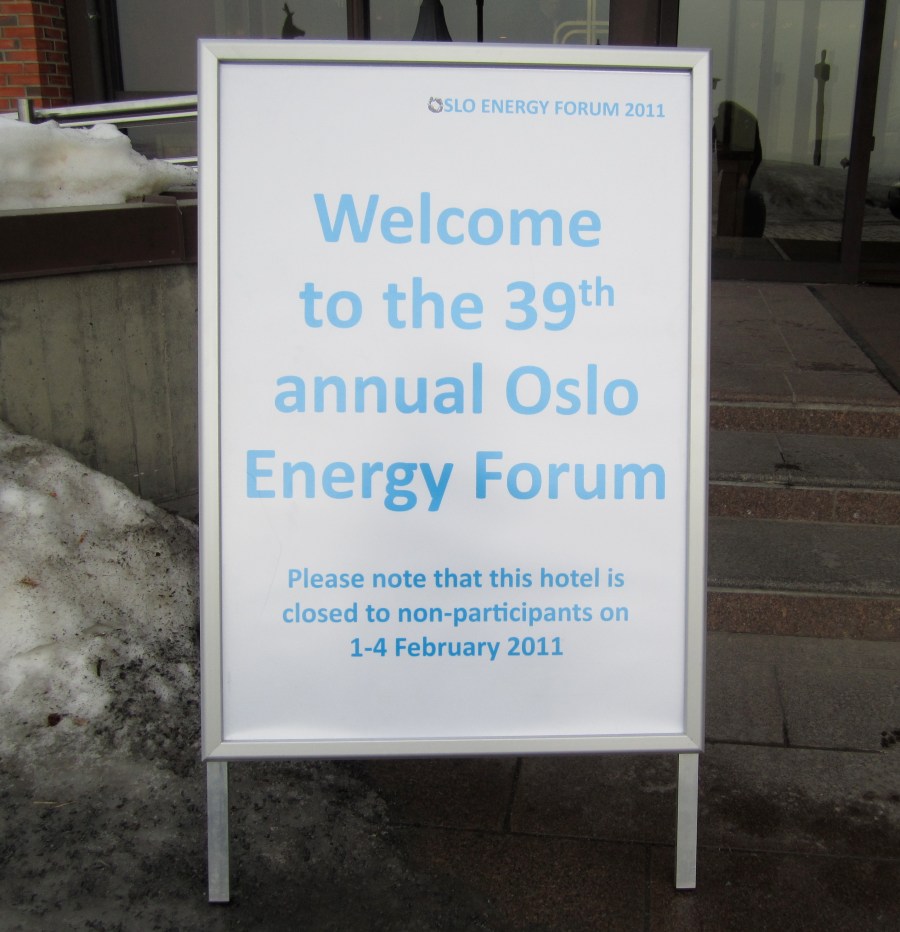 OSLO ENERGY FORUM 2011
Welcome
to the 39th
annual Oslo
Energy Forum
Please note that this hotel is
closed to non-participants on
1-4 February 2011